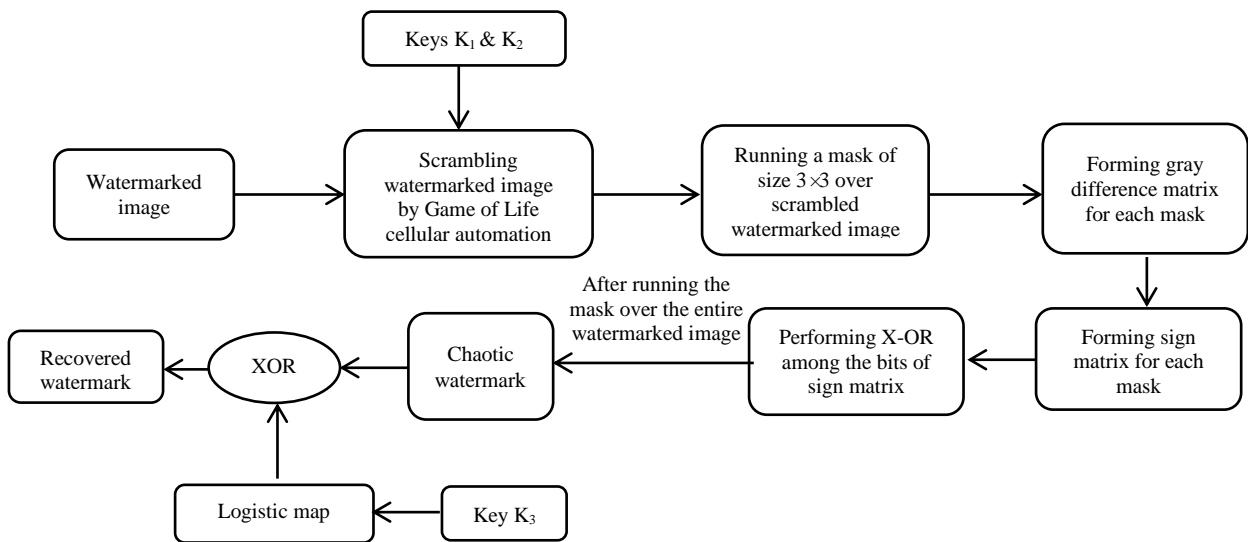 Keys K₁ & K₂
Watermarked
image
Scrambling
watermarked image
by Game of Life
cellular automation
Running a mask of
size 3×3 over
scrambled
watermarked image
Forming gray
difference matrix
for each mask
Forming sign
matrix for each
mask
Performing X-OR
among the bits of
sign matrix
After running the
mask over the entire
watermarked image
Chaotic
watermark
XOR
Recovered
watermark
Logistic map
Key K₃